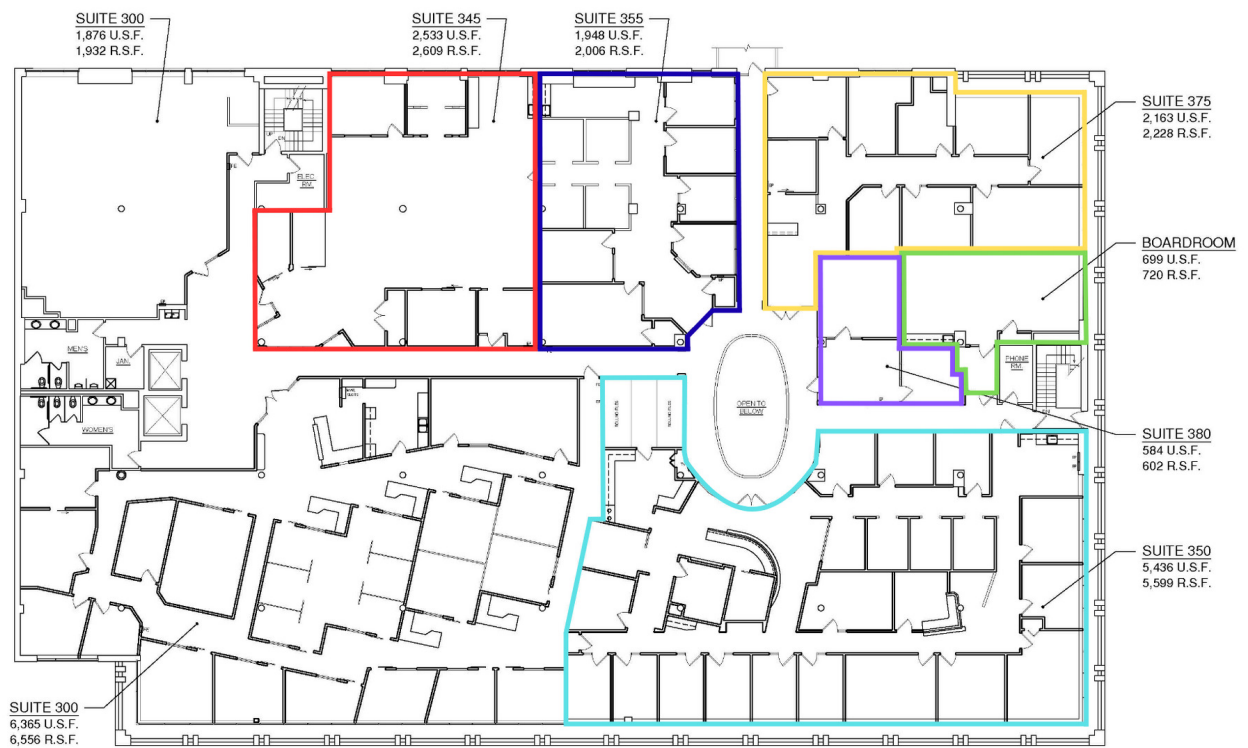 SUITE 300
1,876 U.S.F.
1,932 R.S.F.
SUITE 345
2,533 U.S.F.
2,609 R.S.F.
SUITE 355
1,948 U.S.F.
2,006 R.S.F.
SUITE 375
2,163 U.S.F.
2,228 R.S.F.
UP
EN
ELEC
RM.
BOARDROOM
699 U.S.F.
720 R.S.F.
MEN'S
JAN.
PHONE
RM.
WOMEN'S
OPEN TO
BELOW
SUITE 380
584 U.S.F.
602 R.S.F.
SUITE 350
5,436 U.S.F.
5,599 R.S.F.
SUITE 300
6,365 U.S.F.
6,556 R.S.F.